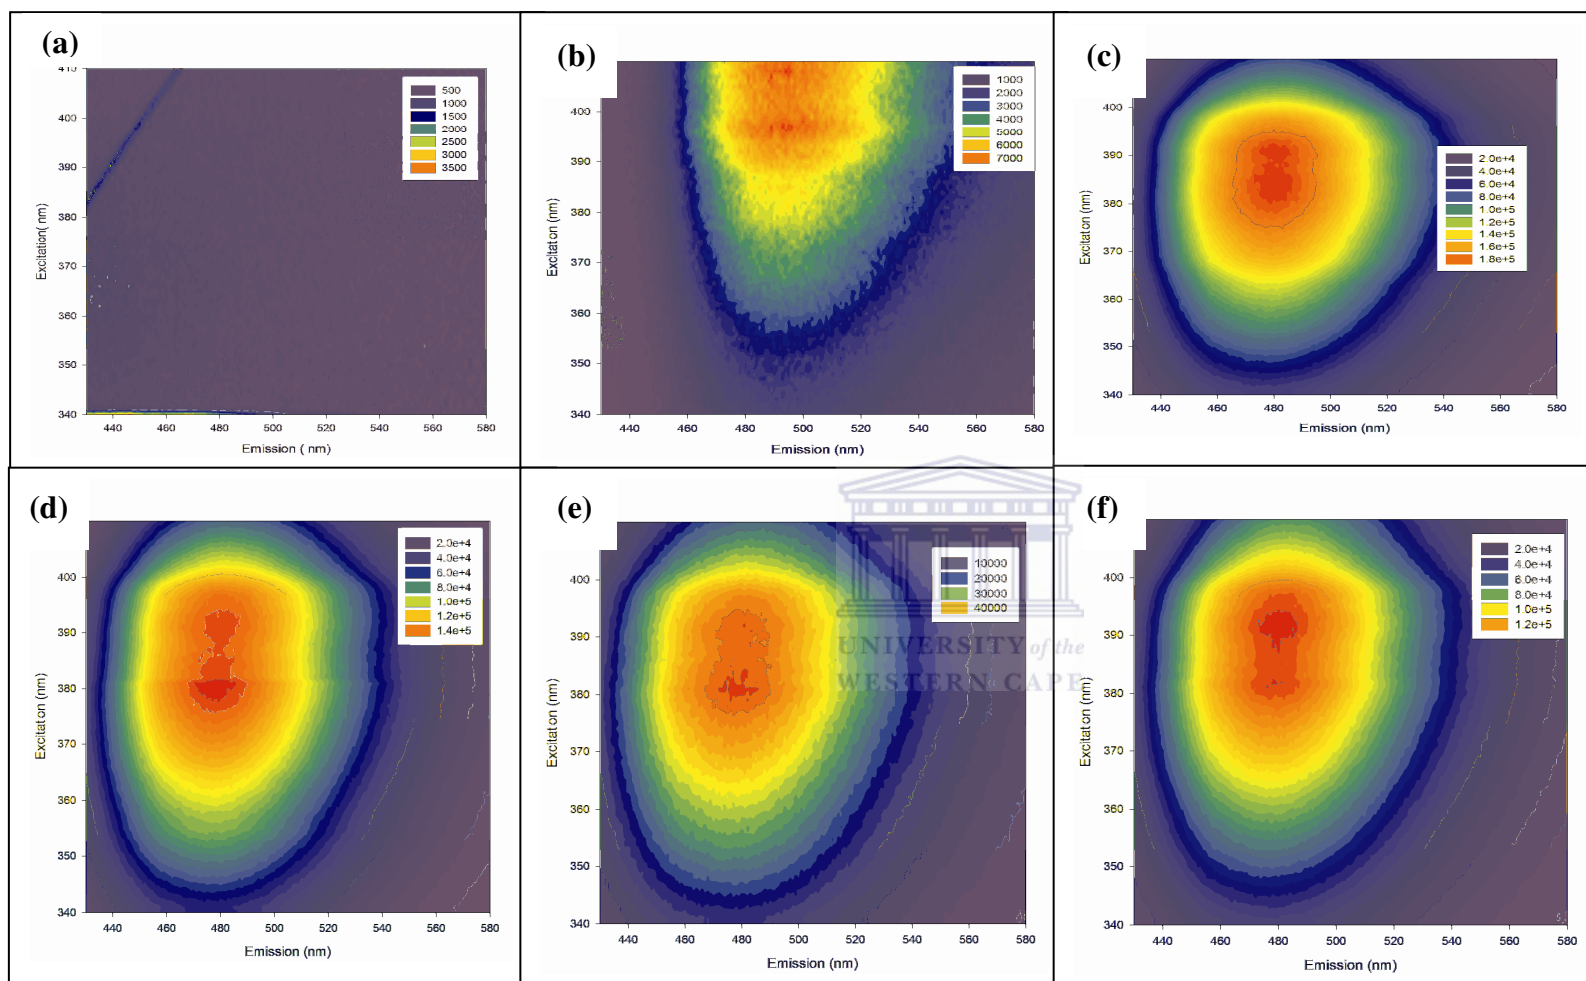 (a)
410
400
390
380
370
360
350
340
440 460 480 500 520 540 560 580
Excitation( nm)
Emission ( nm)
500
1000
1500
2000
2500
3000
3500
(b)
400
390
380
370
360
350
340
440 460 480 500 520 540 560 580
Excitation (nm)
Emission (nm)
1000
2000
3000
4000
5000
6000
7000
(c)
400
390
380
370
360
350
340
440 460 480 500 520 540 560 580
Excitaton (nm)
Emission (nm)
2.0e+4
4.0e+4
6.0e+4
8.0e+4
1.0e+5
1.2e+5
1.4e+5
1.6e+5
1.8e+5
(d)
400
390
380
370
360
350
340
440 460 480 500 520 540 560 580
Excitaton (nm)
Emission (nm)
2.0e+4
4.0e+4
6.0e+4
8.0e+4
1.0e+5
1.2e+5
1.4e+5
(e)
400
390
380
370
360
350
340
440 460 480 500 520 540 560 580
Excitaton (nm)
Emission (nm)
10000
20000
30000
40000
UNIVERSITY of the
WESTERN CAPE
(f)
400
390
380
370
360
350
340
440 460 480 500 520 540 560 580
Excitaton (nm)
Emission (nm)
2.0e+4
4.0e+4
6.0e+4
8.0e+4
1.0e+5
1.2e+5